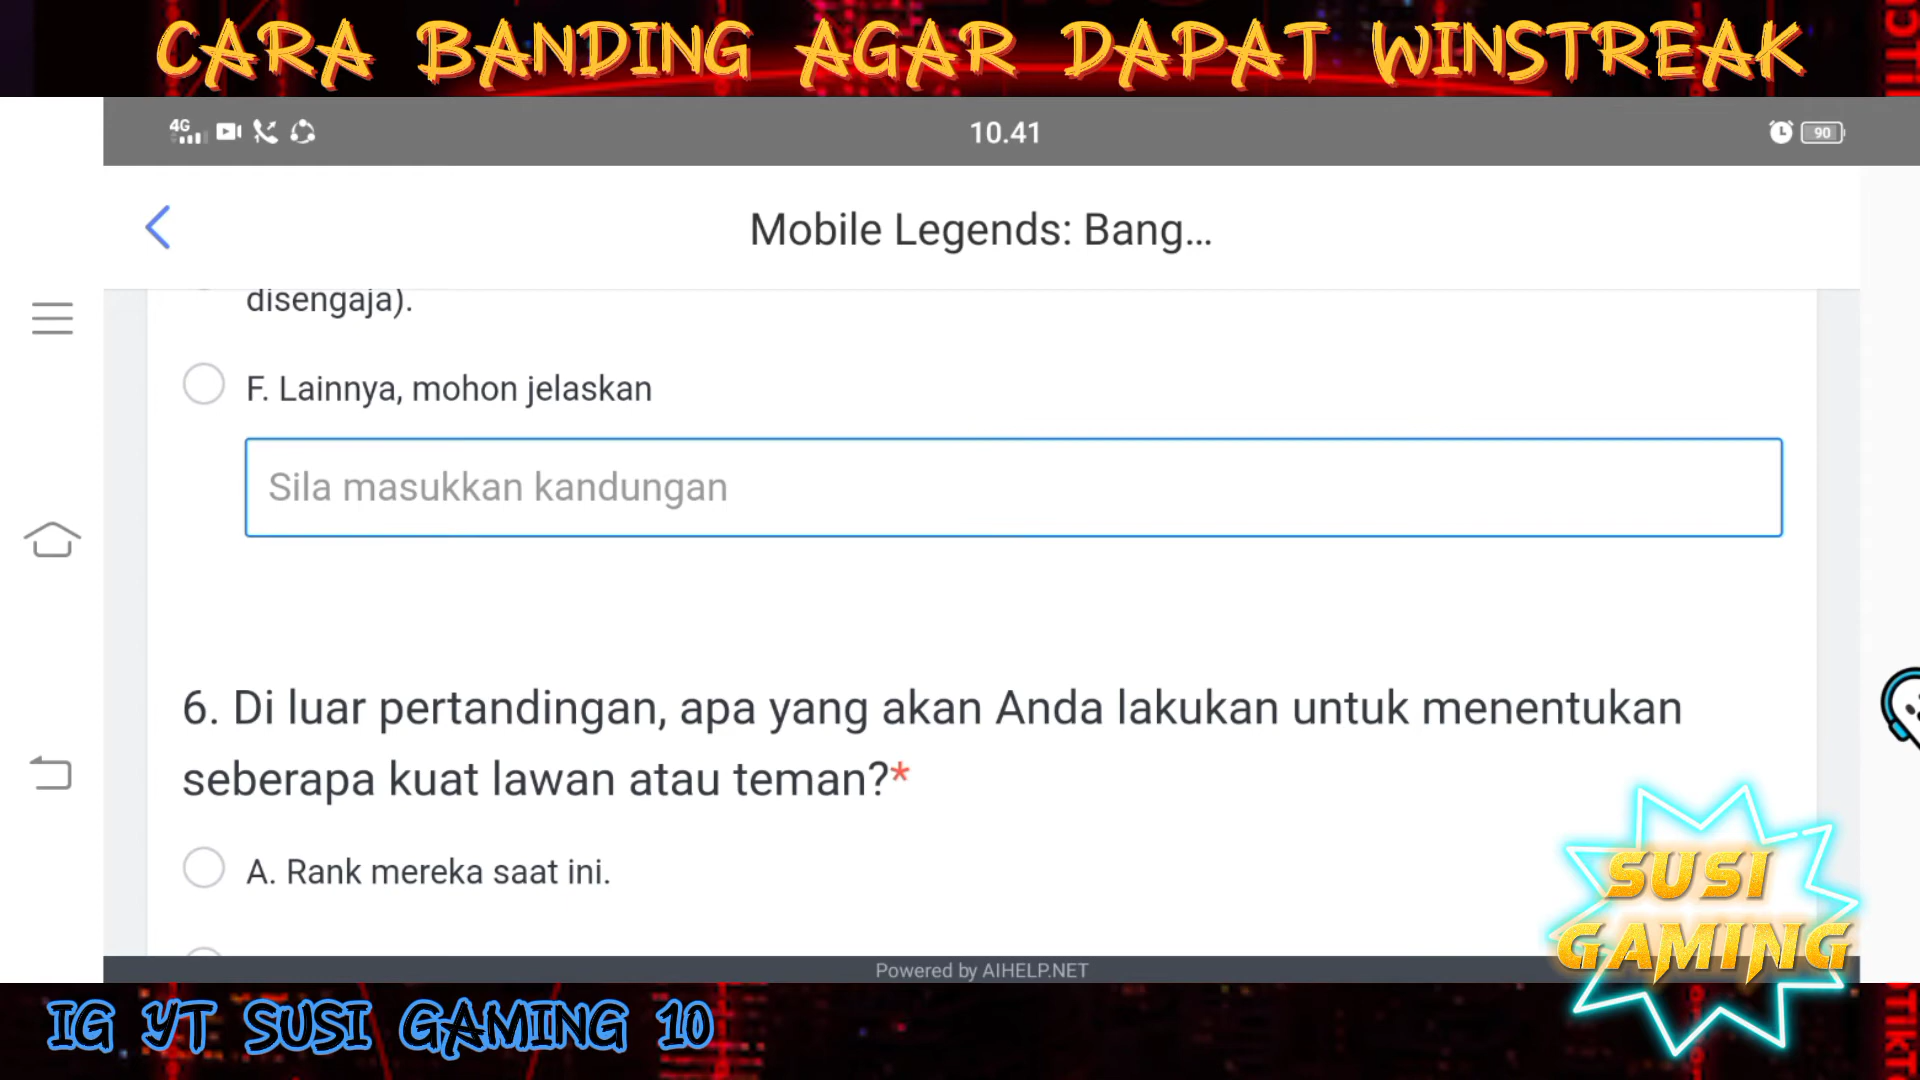 CARA BANDING AGAR DAPAT WINSTREAK
4G
10.41
90
Mobile Legends: Bang...
disengaja).
F. Lainnya, mohon jelaskan
Sila masukkan kandungan
6. Di luar pertandingan, apa yang akan Anda lakukan untuk menentukan
seberapa kuat lawan atau teman?*
A. Rank mereka saat ini.
SUSI
GAMING
Powered by AIHELP.NET
IG YT SUSI GAMING 10